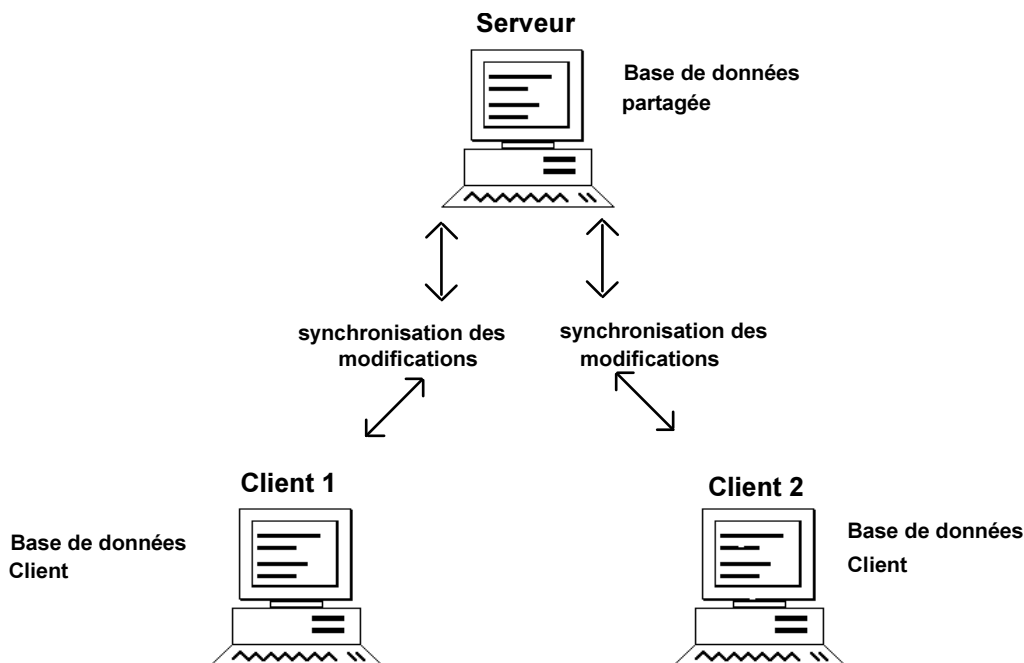 Serveur
Base de données
partagée
synchronisation des
modifications
synchronisation des
modifications
Client 1
Base de données
Client
Client 2
Base de données
Client